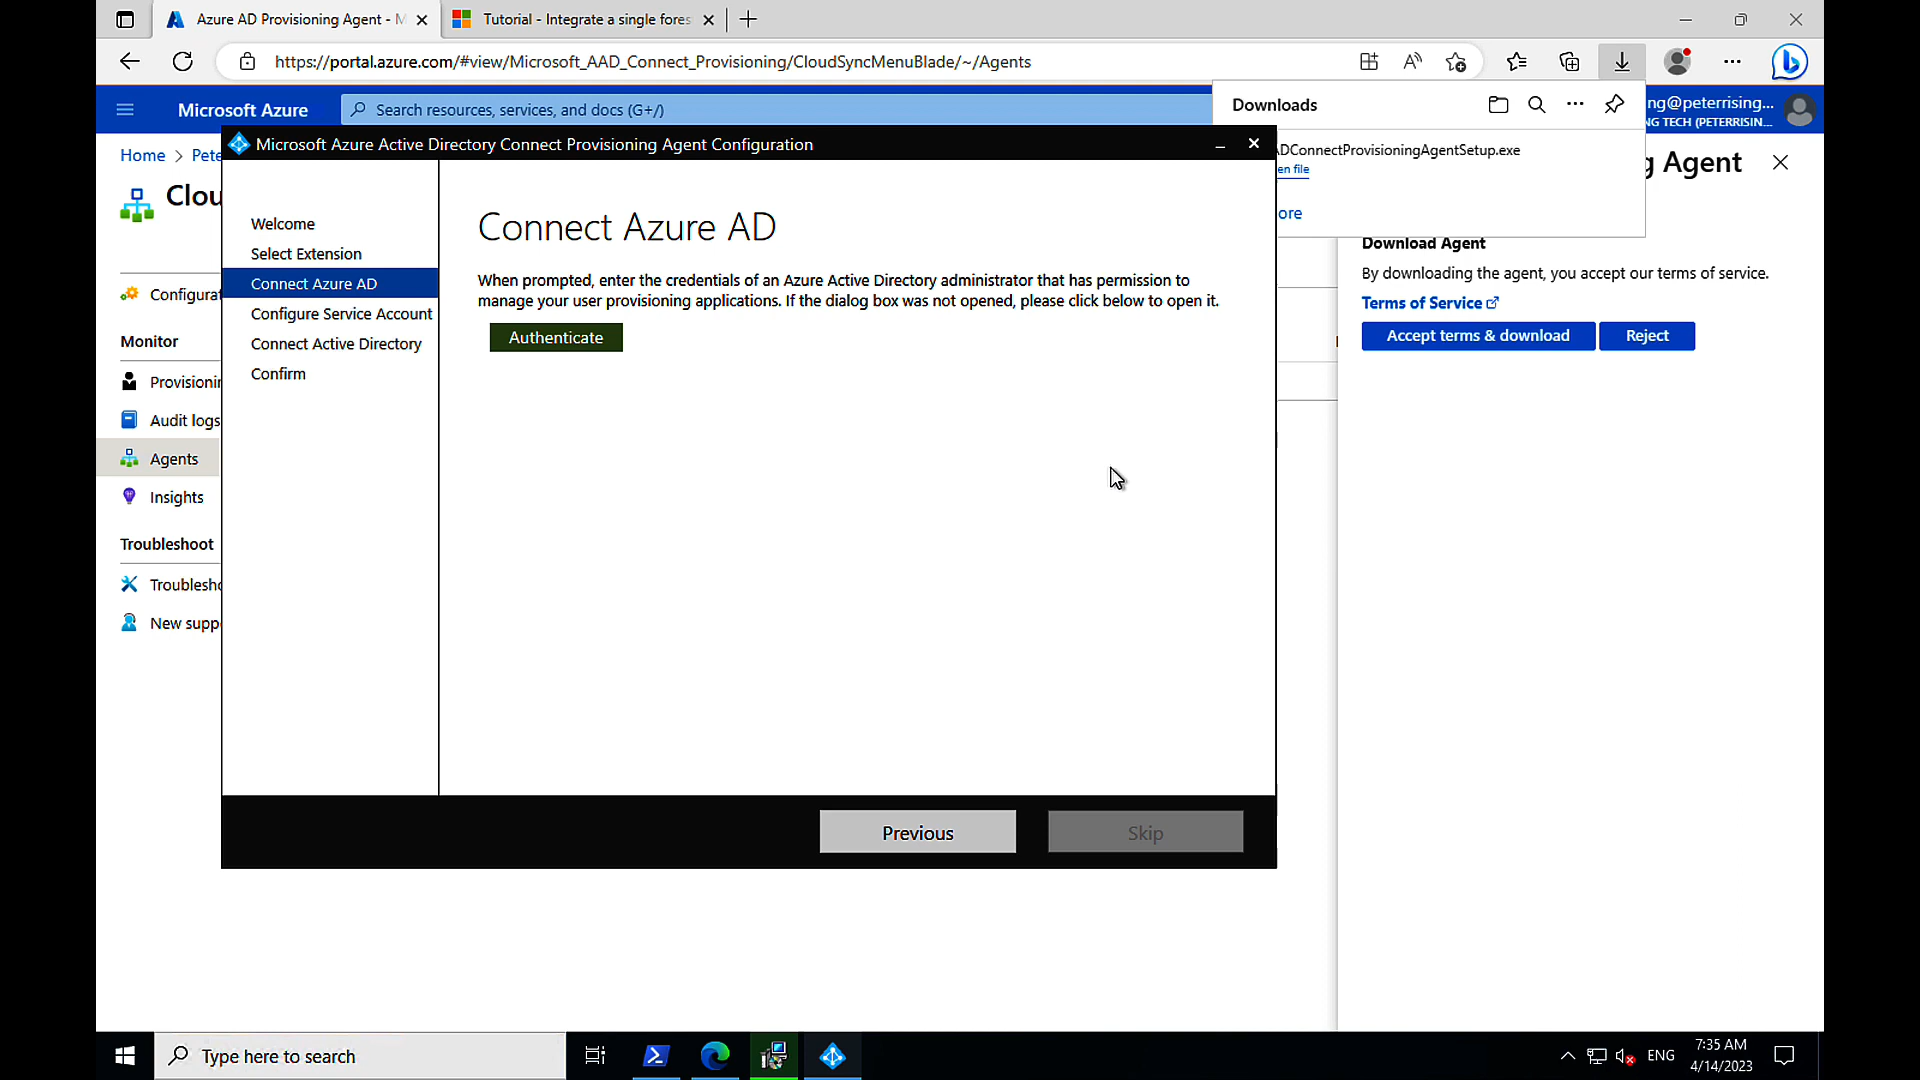 Azure AD Provisioning Agent - M
Tutorial - Integrate a single fores
https://portal.azure.com/#view/Microsoft_AAD_Connect_Provisioning/CloudSyncMenuBlade/~/Agents
Microsoft Azure
Search resources, services, and docs (G+/)
Downloads
ng@peterrising...
NG TECH (PETERRISIN...
Home > Pete
Microsoft Azure Active Directory Connect Provisioning Agent Configuration
ADConnectProvisioningAgentSetup.exe
en file
ore
g Agent
Clou
Welcome
Select Extension
Connect Azure AD
Configure Service Account
Connect Active Directory
Confirm
Connect Azure AD
When prompted, enter the credentials of an Azure Active Directory administrator that has permission to
manage your user provisioning applications. If the dialog box was not opened, please click below to open it.
Authenticate
Previous
Skip
Download Agent
By downloading the agent, you accept our terms of service.
Terms of Service
Accept terms & download
Reject
Configurat
Monitor
Provisionin
Audit logs
Agents
Insights
Troubleshoot
Troublesho
New supp
Type here to search
ENG
7:35 AM
4/14/2023